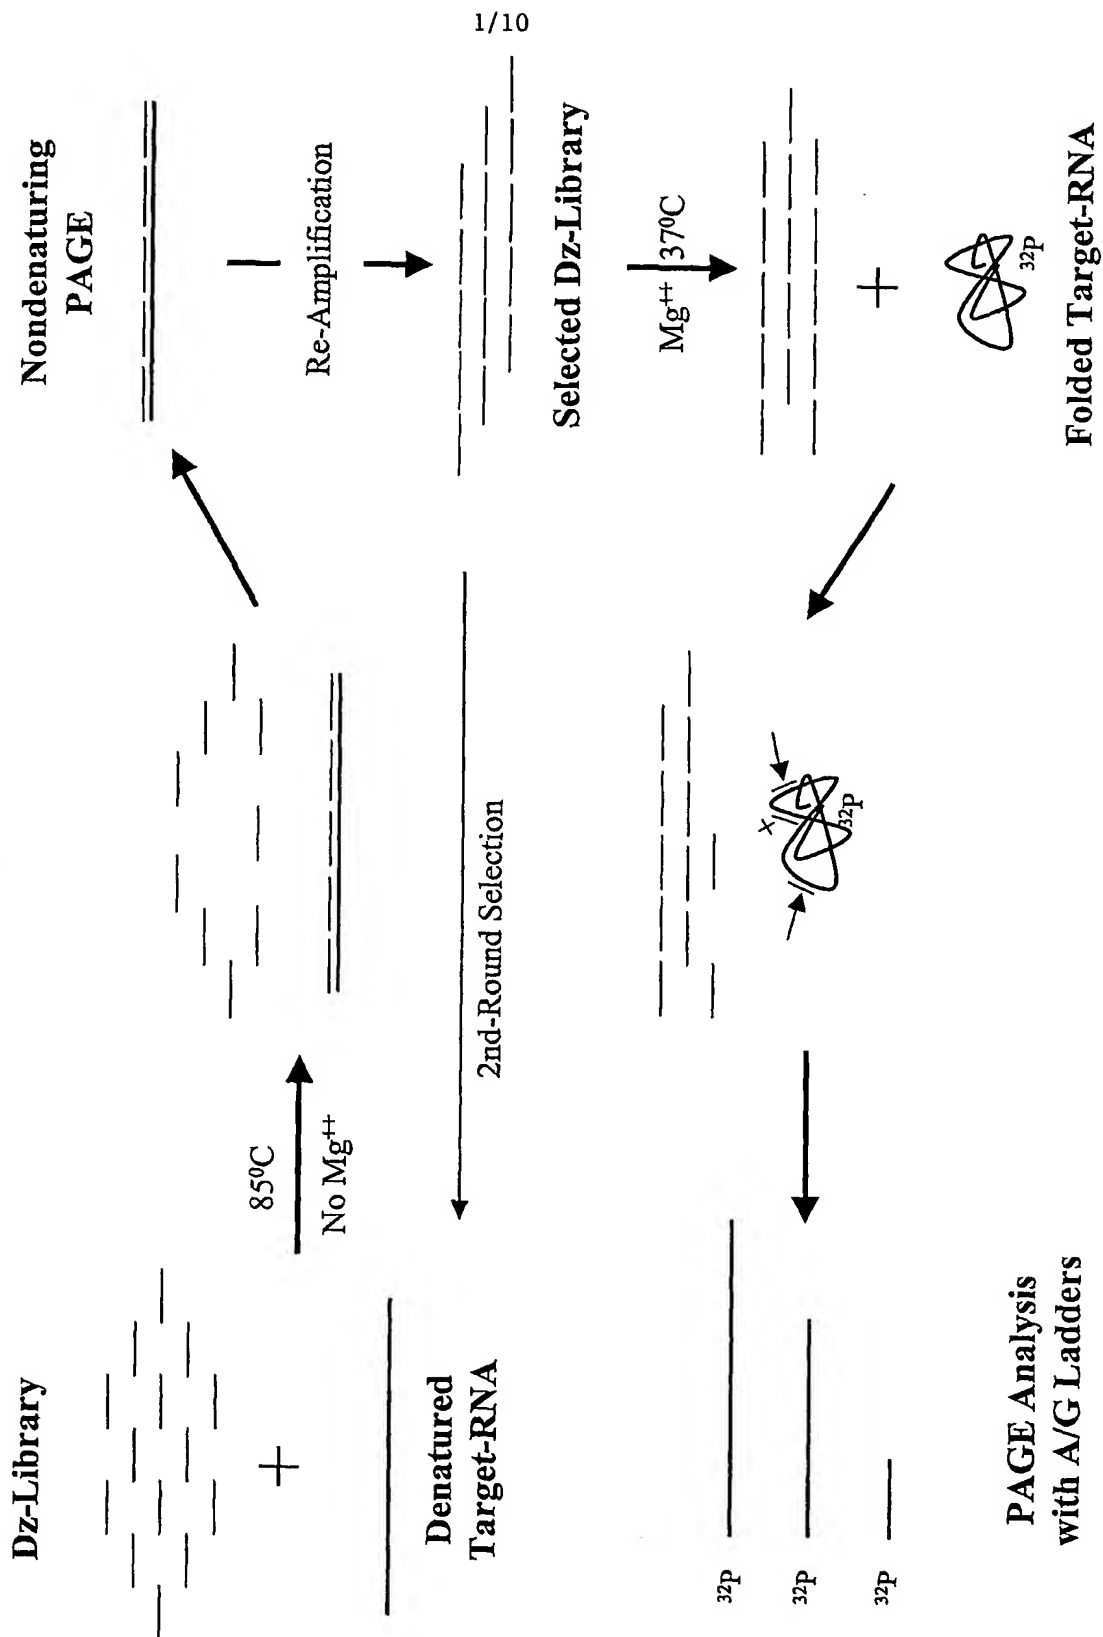 1/10
Dz-Library
+
Denatured
Target-RNA
85⁰C
No Mg⁺⁺
Nondenaturing
PAGE
Re-Amplification
Selected Dz-Library
2nd-Round Selection
Mg⁺⁺ 37⁰C
+
³²P
Folded Target-RNA
x
³²P
³²P
³²P
³²P
PAGE Analysis
with A/G Ladders